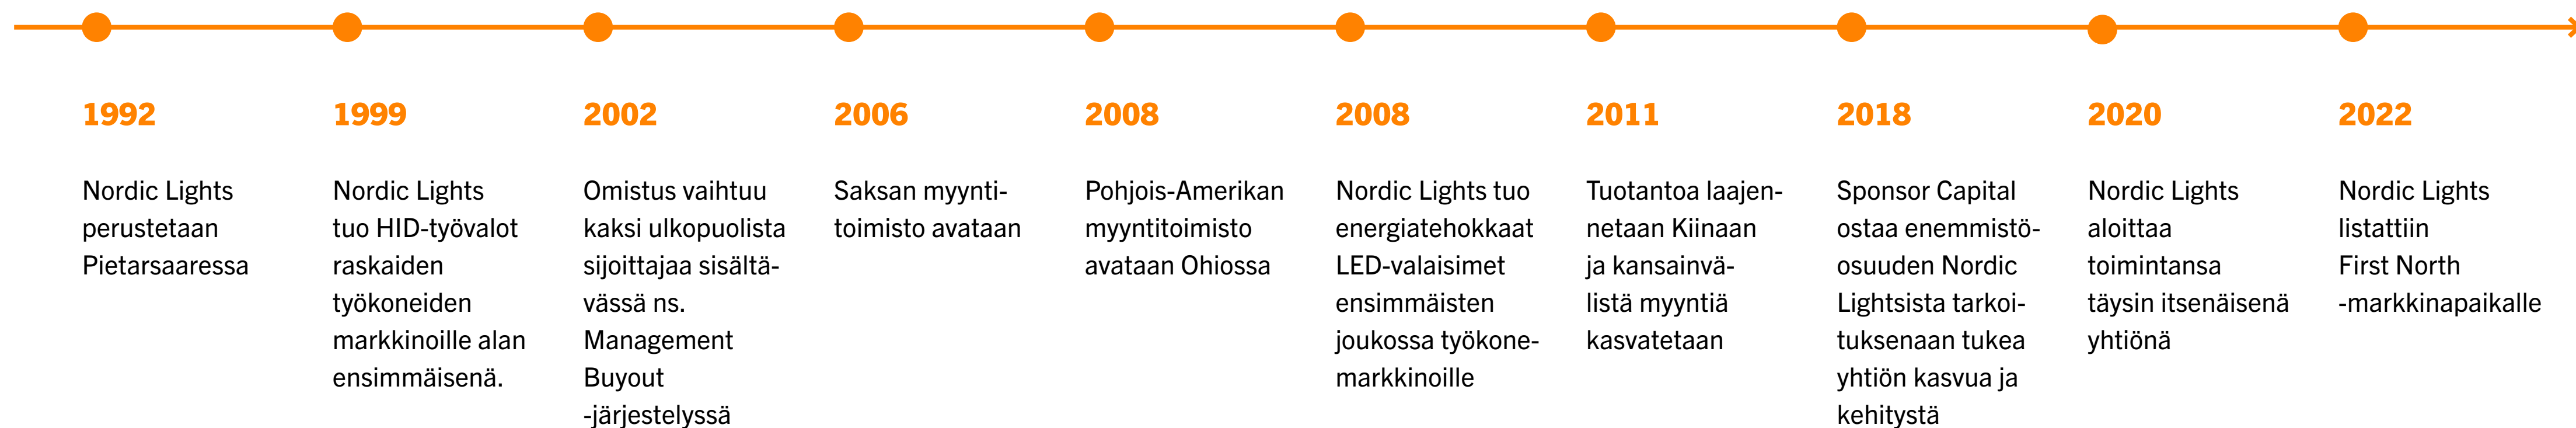 1992
Nordic Lights
perustetaan
Pietarsaaressa
1999
Nordic Lights
tuo HID-työvalot
raskaiden
työkoneiden
markkinoille alan
ensimmäisenä.
2002
Omistus vaihtuu
kaksi ulkopuolista
sijoittajaa sisältä-
vässä ns.
Management
Buyout
-järjestelyssä
2006
Saksan myynti-
toimisto avataan
2008
Pohjois-Amerikan
myyntitoimisto
avataan Ohiossa
2008
Nordic Lights tuo
energiatehokkaat
LED-valaisimet
ensimmäisten
joukossa työkone-
markkinoille
2011
Tuotantoa laajen-
netaan Kiinaan
ja kansainvä-
listä myyntiä
kasvatetaan
2018
Sponsor Capital
ostaa enemmistö-
osuuden Nordic
Lightsista tarkoi-
tuksenaan tukea
yhtiön kasvua ja
kehitystä
2020
Nordic Lights
aloittaa
toimintansa
täysin itsenäisenä
yhtiönä
2022
Nordic Lights
listattiin
First North
-markkinapaikalle